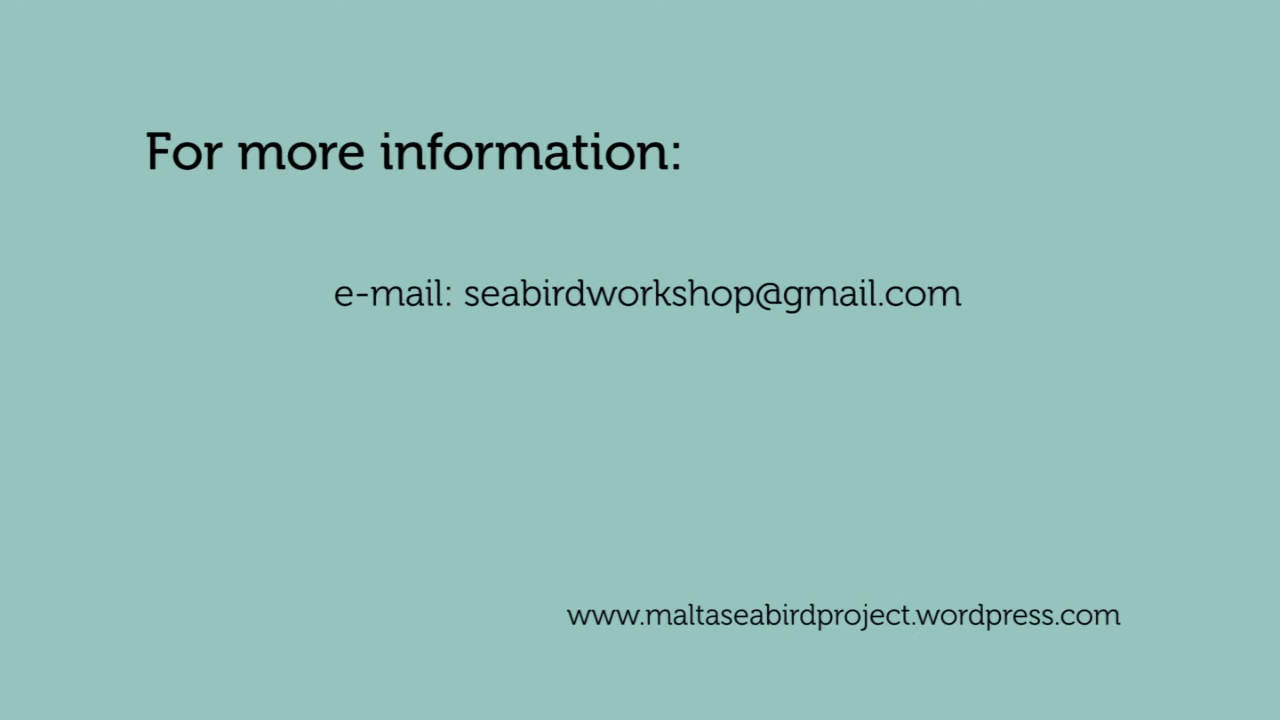 For more information:
e-mail: seabirdworkshop@gmail.com
www.maltaseabirdproject.wordpress.com